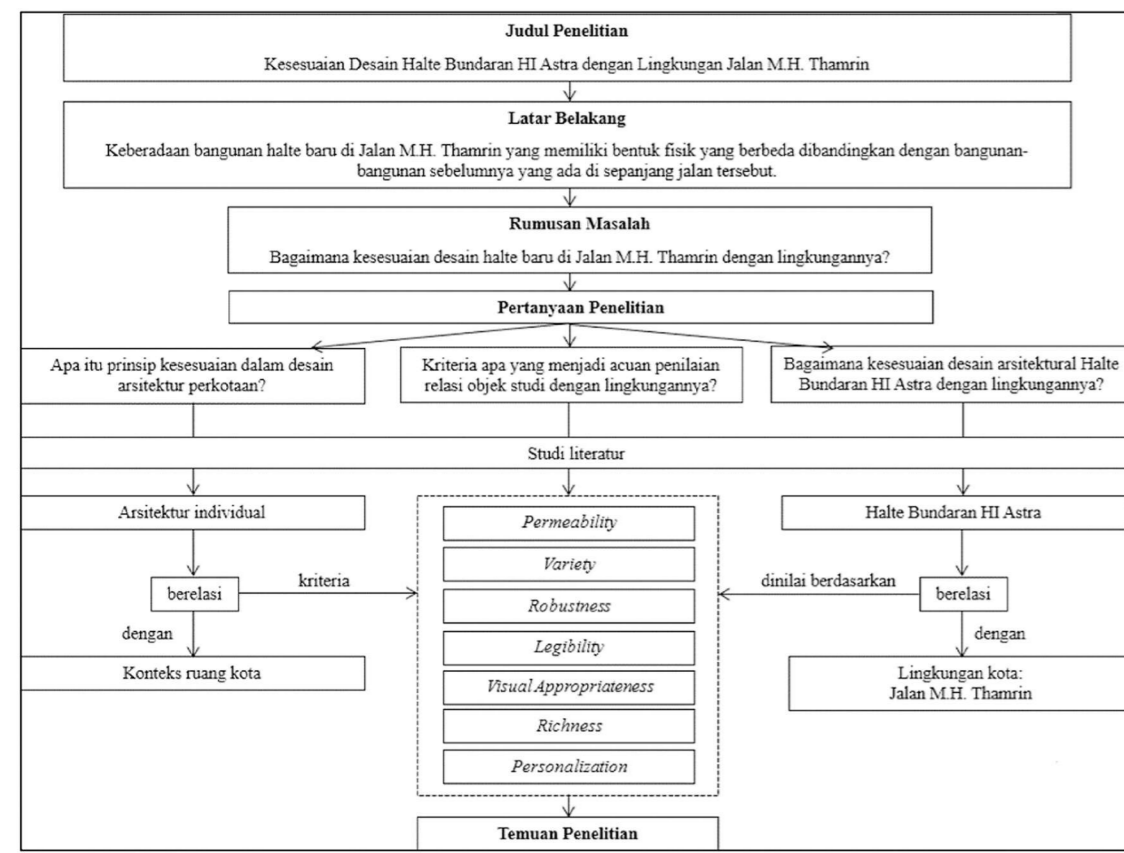 Judul Penelitian
Kesesuaian Desain Halte Bundaran HI Astra dengan Lingkungan Jalan M.H. Thamrin
Latar Belakang
Keberadaan bangunan halte baru di Jalan M.H. Thamrin yang memiliki bentuk fisik yang berbeda dibandingkan dengan bangunan-
bangunan sebelumnya yang ada di sepanjang jalan tersebut.
Rumusan Masalah
Bagaimana kesesuaian desain halte baru di Jalan M.H. Thamrin dengan lingkungannya?
Pertanyaan Penelitian
Apa itu prinsip kesesuaian dalam desain
arsitektur perkotaan?
Kriteria apa yang menjadi acuan penilaian
relasi objek studi dengan lingkungannya?
Bagaimana kesesuaian desain arsitektural Halte
Bundaran HI Astra dengan lingkungannya?
Studi literatur
Arsitektur individual
berelasi
kriteria
dengan
Konteks ruang kota
Permeability
Variety
Robustness
Legibility
Visual Appropriateness
Richness
Personalization
Halte Bundaran HI Astra
dinilai berdasarkan
berelasi
dengan
Lingkungan kota:
Jalan M.H. Thamrin
Temuan Penelitian